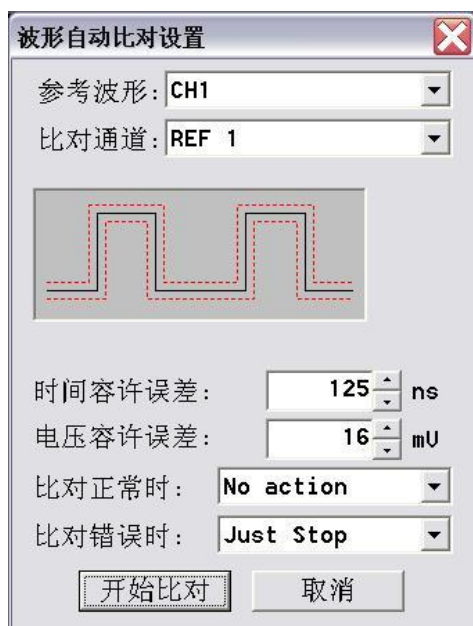 波形自动比对设置
参考波形: CH1
比对通道: REF 1
时间容许误差: 125 ns
电压容许误差: 16 mV
比对正常时: No action
比对错误时: Just Stop
开始比对 取消